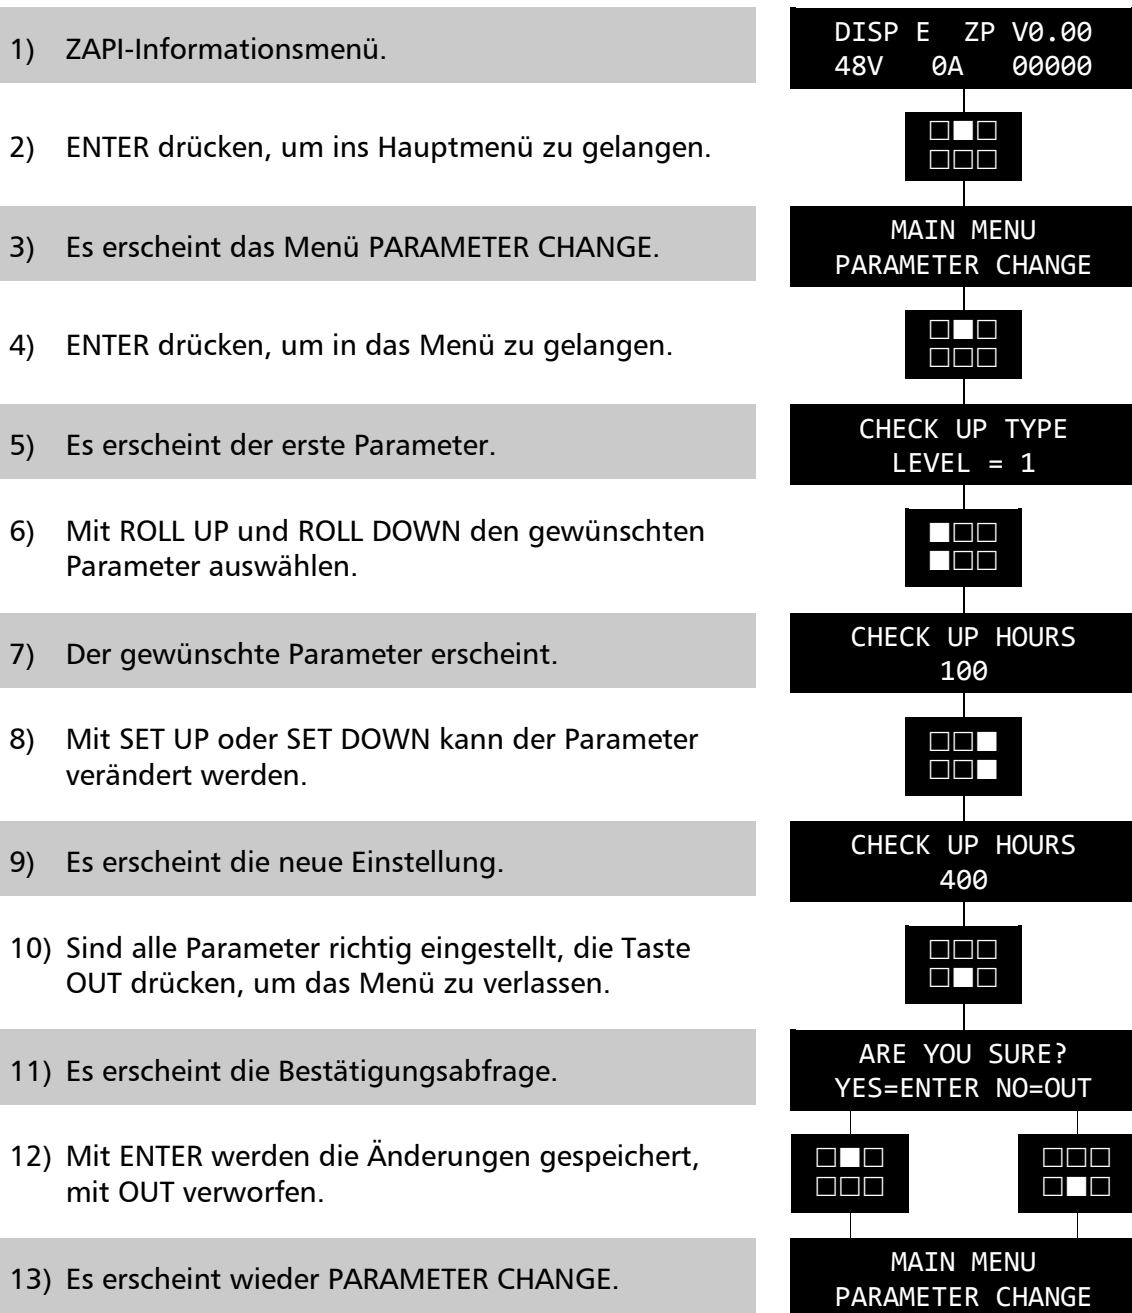 1) ZAPI-Informationsmenü.
DISP E ZP V0.00
48V 0A 00000
2) ENTER drücken, um ins Hauptmenü zu gelangen.
3) Es erscheint das Menü PARAMETER CHANGE.
MAIN MENU
PARAMETER CHANGE
4) ENTER drücken, um in das Menü zu gelangen.
5) Es erscheint der erste Parameter.
CHECK UP TYPE
LEVEL = 1
6) Mit ROLL UP und ROLL DOWN den gewünschten
Parameter auswählen.
7) Der gewünschte Parameter erscheint.
CHECK UP HOURS
100
8) Mit SET UP oder SET DOWN kann der Parameter
verändert werden.
9) Es erscheint die neue Einstellung.
CHECK UP HOURS
400
10) Sind alle Parameter richtig eingestellt, die Taste
OUT drücken, um das Menü zu verlassen.
11) Es erscheint die Bestätigungsabfrage.
ARE YOU SURE?
YES=ENTER NO=OUT
12) Mit ENTER werden die Änderungen gespeichert,
mit OUT verworfen.
13) Es erscheint wieder PARAMETER CHANGE.
MAIN MENU
PARAMETER CHANGE